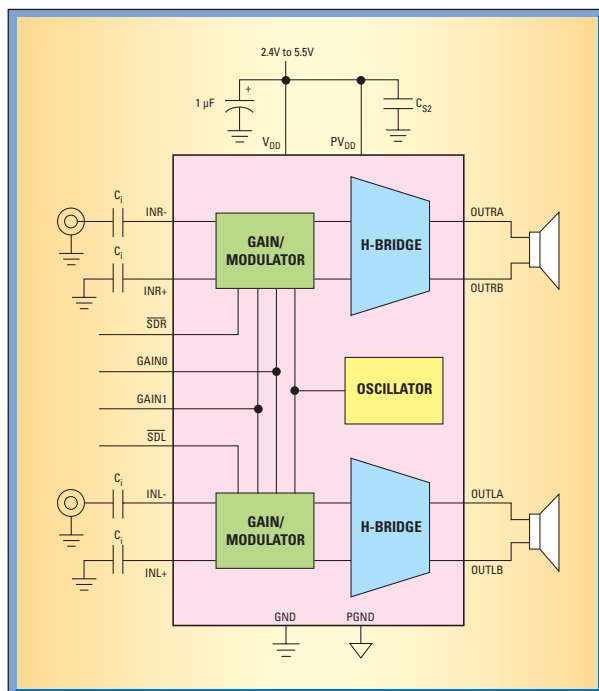 2.4V to 5.5V
1 µF
+
CS2
VDD
PVDD
Ci
INR-
GAIN/
MODULATOR
H-BRIDGE
OUTRA
Ci
INR+
OUTRB
SDR
GAIN0
OSCILLATOR
GAIN1
SDL
Ci
INL-
GAIN/
MODULATOR
H-BRIDGE
OUTLA
Ci
INL+
OUTLB
GND
PGND